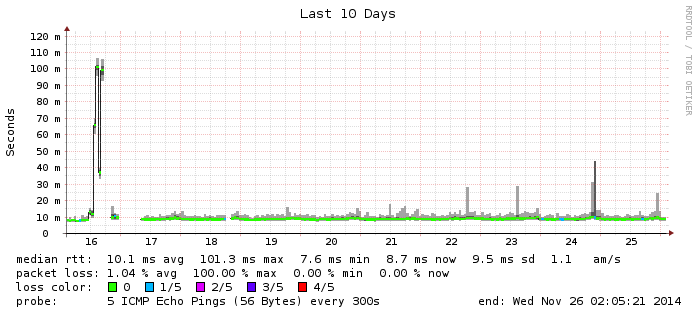 Last 10 Days
RRDTOOL / TOBI OETIKER
Seconds
120 m
110 m
100 m
90 m
80 m
70 m
60 m
50 m
40 m
30 m
20 m
10 m
0
16 17 18 19 20 21 22 23 24 25
median rtt: 10.1 ms avg 101.3 ms max 7.6 ms min 8.7 ms now 9.5 ms sd 1.1 am/s
packet loss: 1.04 % avg 100.00 % max 0.00 % min 0.00 % now
loss color: 0 1/5 2/5 3/5 4/5
probe: 5 ICMP Echo Pings (56 Bytes) every 300s end: Wed Nov 26 02:05:21 2014